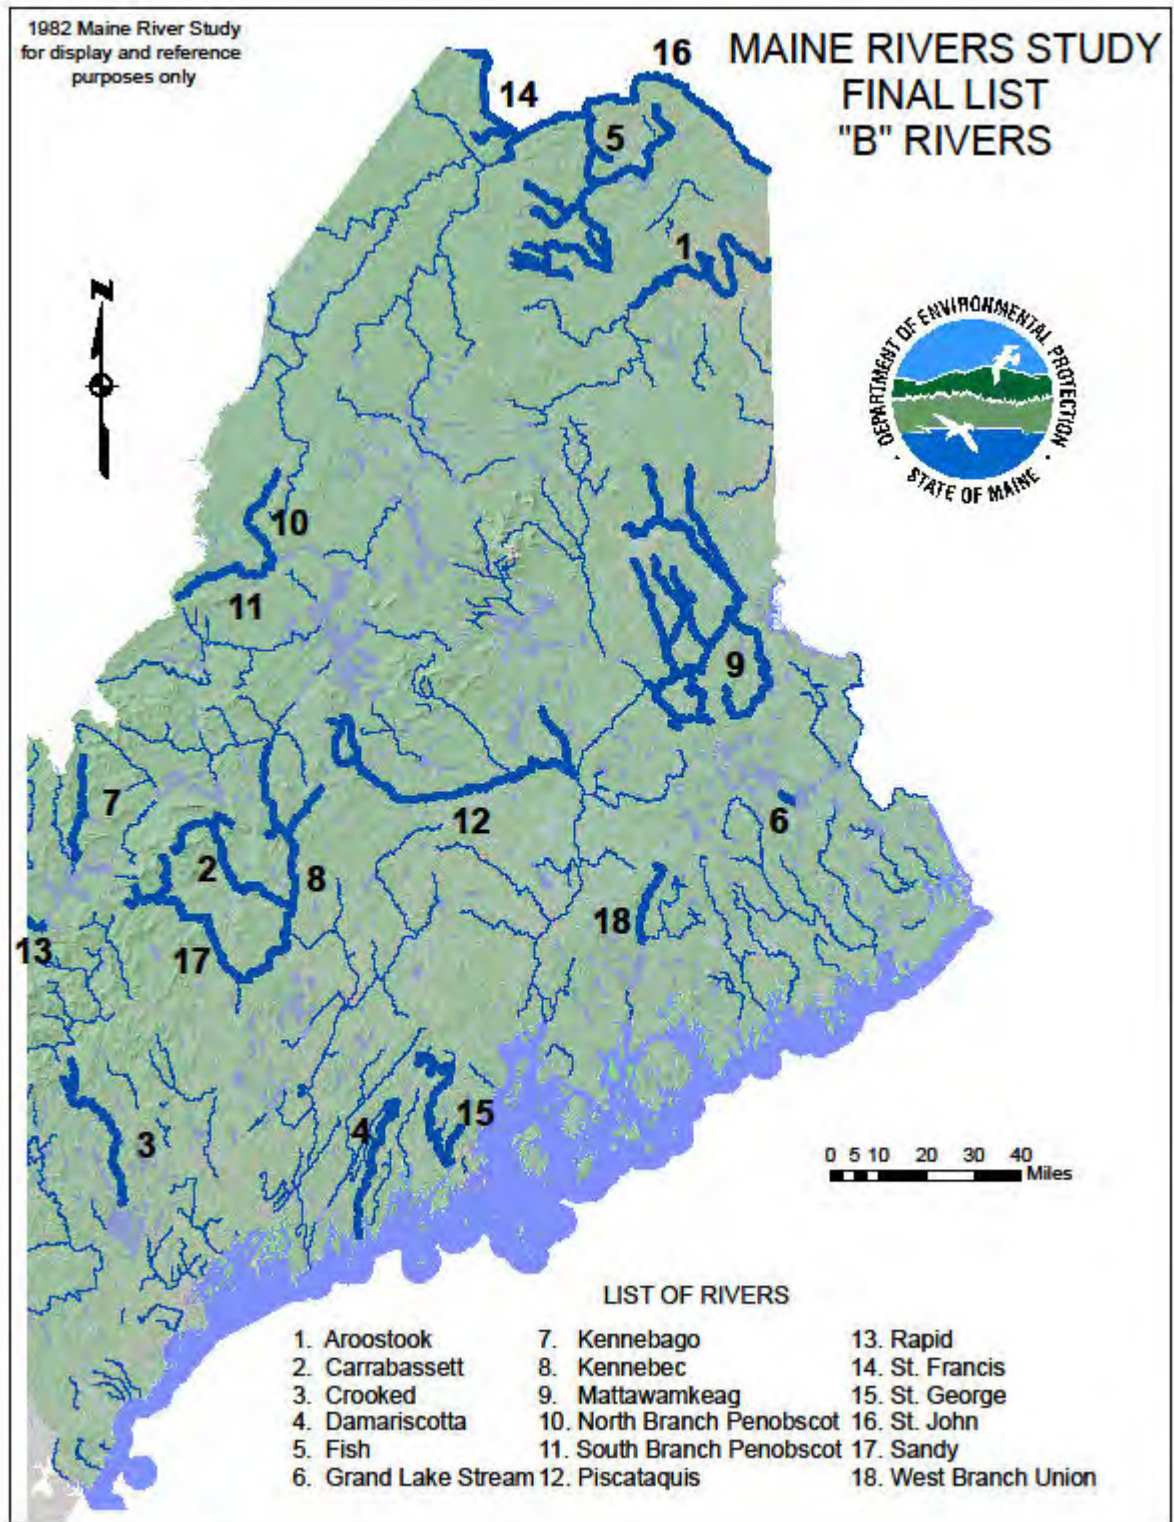 1982 Maine River Study
for display and reference
purposes only
MAINE RIVERS STUDY
FINAL LIST
"B" RIVERS
16
14
5
1
N
DEPARTMENT OF ENVIRONMENTAL PROTECTION
· STATE OF MAINE ·
10
11
9
7
12
6
2
8
18
13
17
15
4
3
0 5 10 20 30 40
Miles
LIST OF RIVERS
1. Aroostook
2. Carrabassett
3. Crooked
4. Damariscotta
5. Fish
6. Grand Lake Stream
7. Kennebago
8. Kennebec
9. Mattawamkeag
10. North Branch Penobscot
11. South Branch Penobscot
12. Piscataquis
13. Rapid
14. St. Francis
15. St. George
16. St. John
17. Sandy
18. West Branch Union